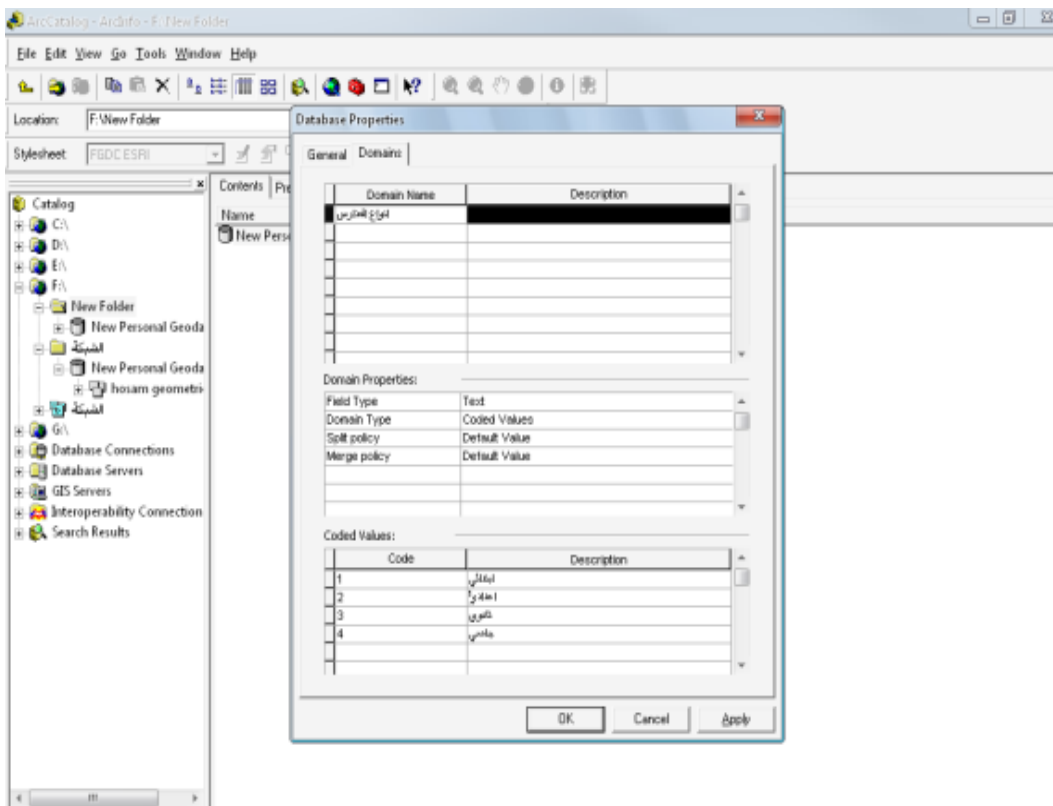 ArcCatalog - ArcInfo - F:\New Folder
File Edit View Go Tools Window Help
Location: F:\New Folder
Stylesheet: FGDC ESRI
Catalog
C:\
D:\
E:\
F:\
New Folder
New Personal Geoda
الشبكة
New Personal Geoda
hosam geometri
الشبكة
G:\
Database Connections
Database Servers
GIS Servers
Interoperability Connection
Search Results
Contents Pre
Name
New Perso
Database Properties
General Domains
Domain Name Description
انواع المدارس
Domain Properties:
Field Type Text
Domain Type Coded Values
Split policy Default Value
Merge policy Default Value
Coded Values:
Code Description
1 ابتدائي
2
3 ثانوي
4 جامعي
OK Cancel Apply